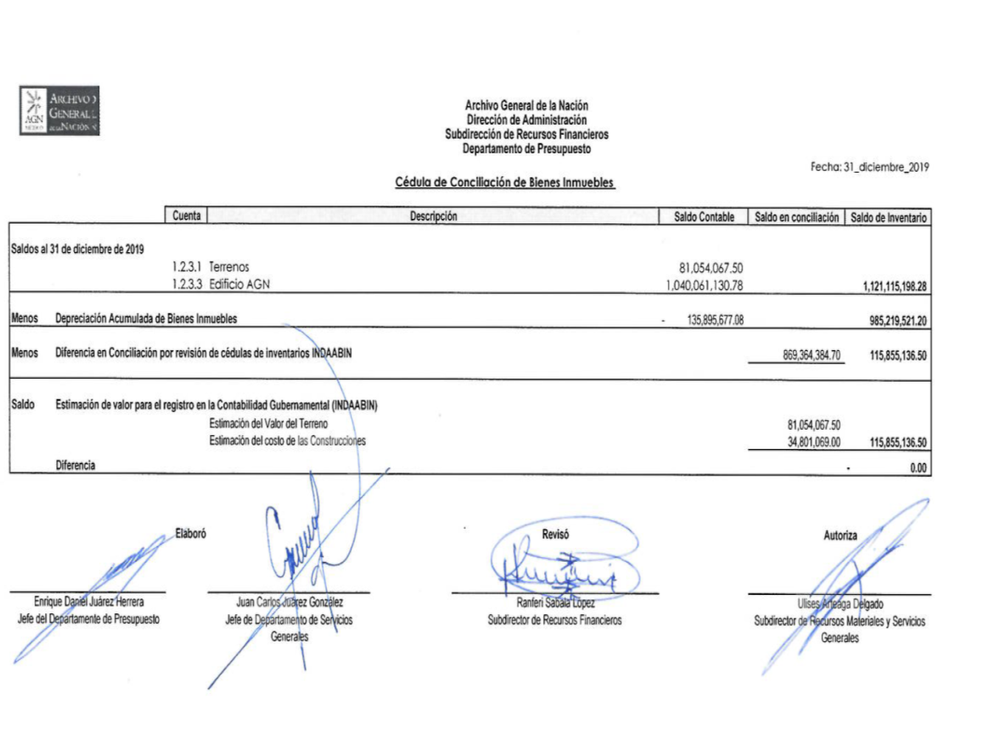 ARCHIVO
GENERAL
DE LA NACIÓN
AGN
MÉXICO
Archivo General de la Nación
Dirección de Administración
Subdirección de Recursos Financieros
Departamento de Presupuesto
Fecha: 31_diciembre_2019
Cédula de Conciliación de Bienes Inmuebles
Cuenta Descripción Saldo Contable Saldo en conciliación Saldo de Inventario
Saldos al 31 de diciembre de 2019
1.2.3.1 Terrenos 81,054,067.50
1.2.3.3 Edificio AGN 1,040,061,130.78 1,121,115,198.28
Menos Depreciación Acumulada de Bienes Inmuebles - 135,895,677.08 985,219,521.20
Menos Diferencia en Conciliación por revisión de cédulas de inventarios INDAABIN 869,364,384.70 115,855,136.50
Saldo Estimación de valor para el registro en la Contabilidad Gubernamental (INDAABIN)
Estimación del Valor del Terreno 81,054,067.50
Estimación del costo de las Construcciones 34,801,069.00 115,855,136.50
Diferencia - 0.00
Elaboró Revisó Autoriza
Enrique Daniel Juárez Herrera Juan Carlos Juárez González Ranferi Sabala López Ulises Arteaga Delgado
Jefe del Departamente de Presupuesto Jefe de Departamento de Servicios Subdirector de Recursos Financieros Subdirector de Recursos Materiales y Servicios
Generales Generales